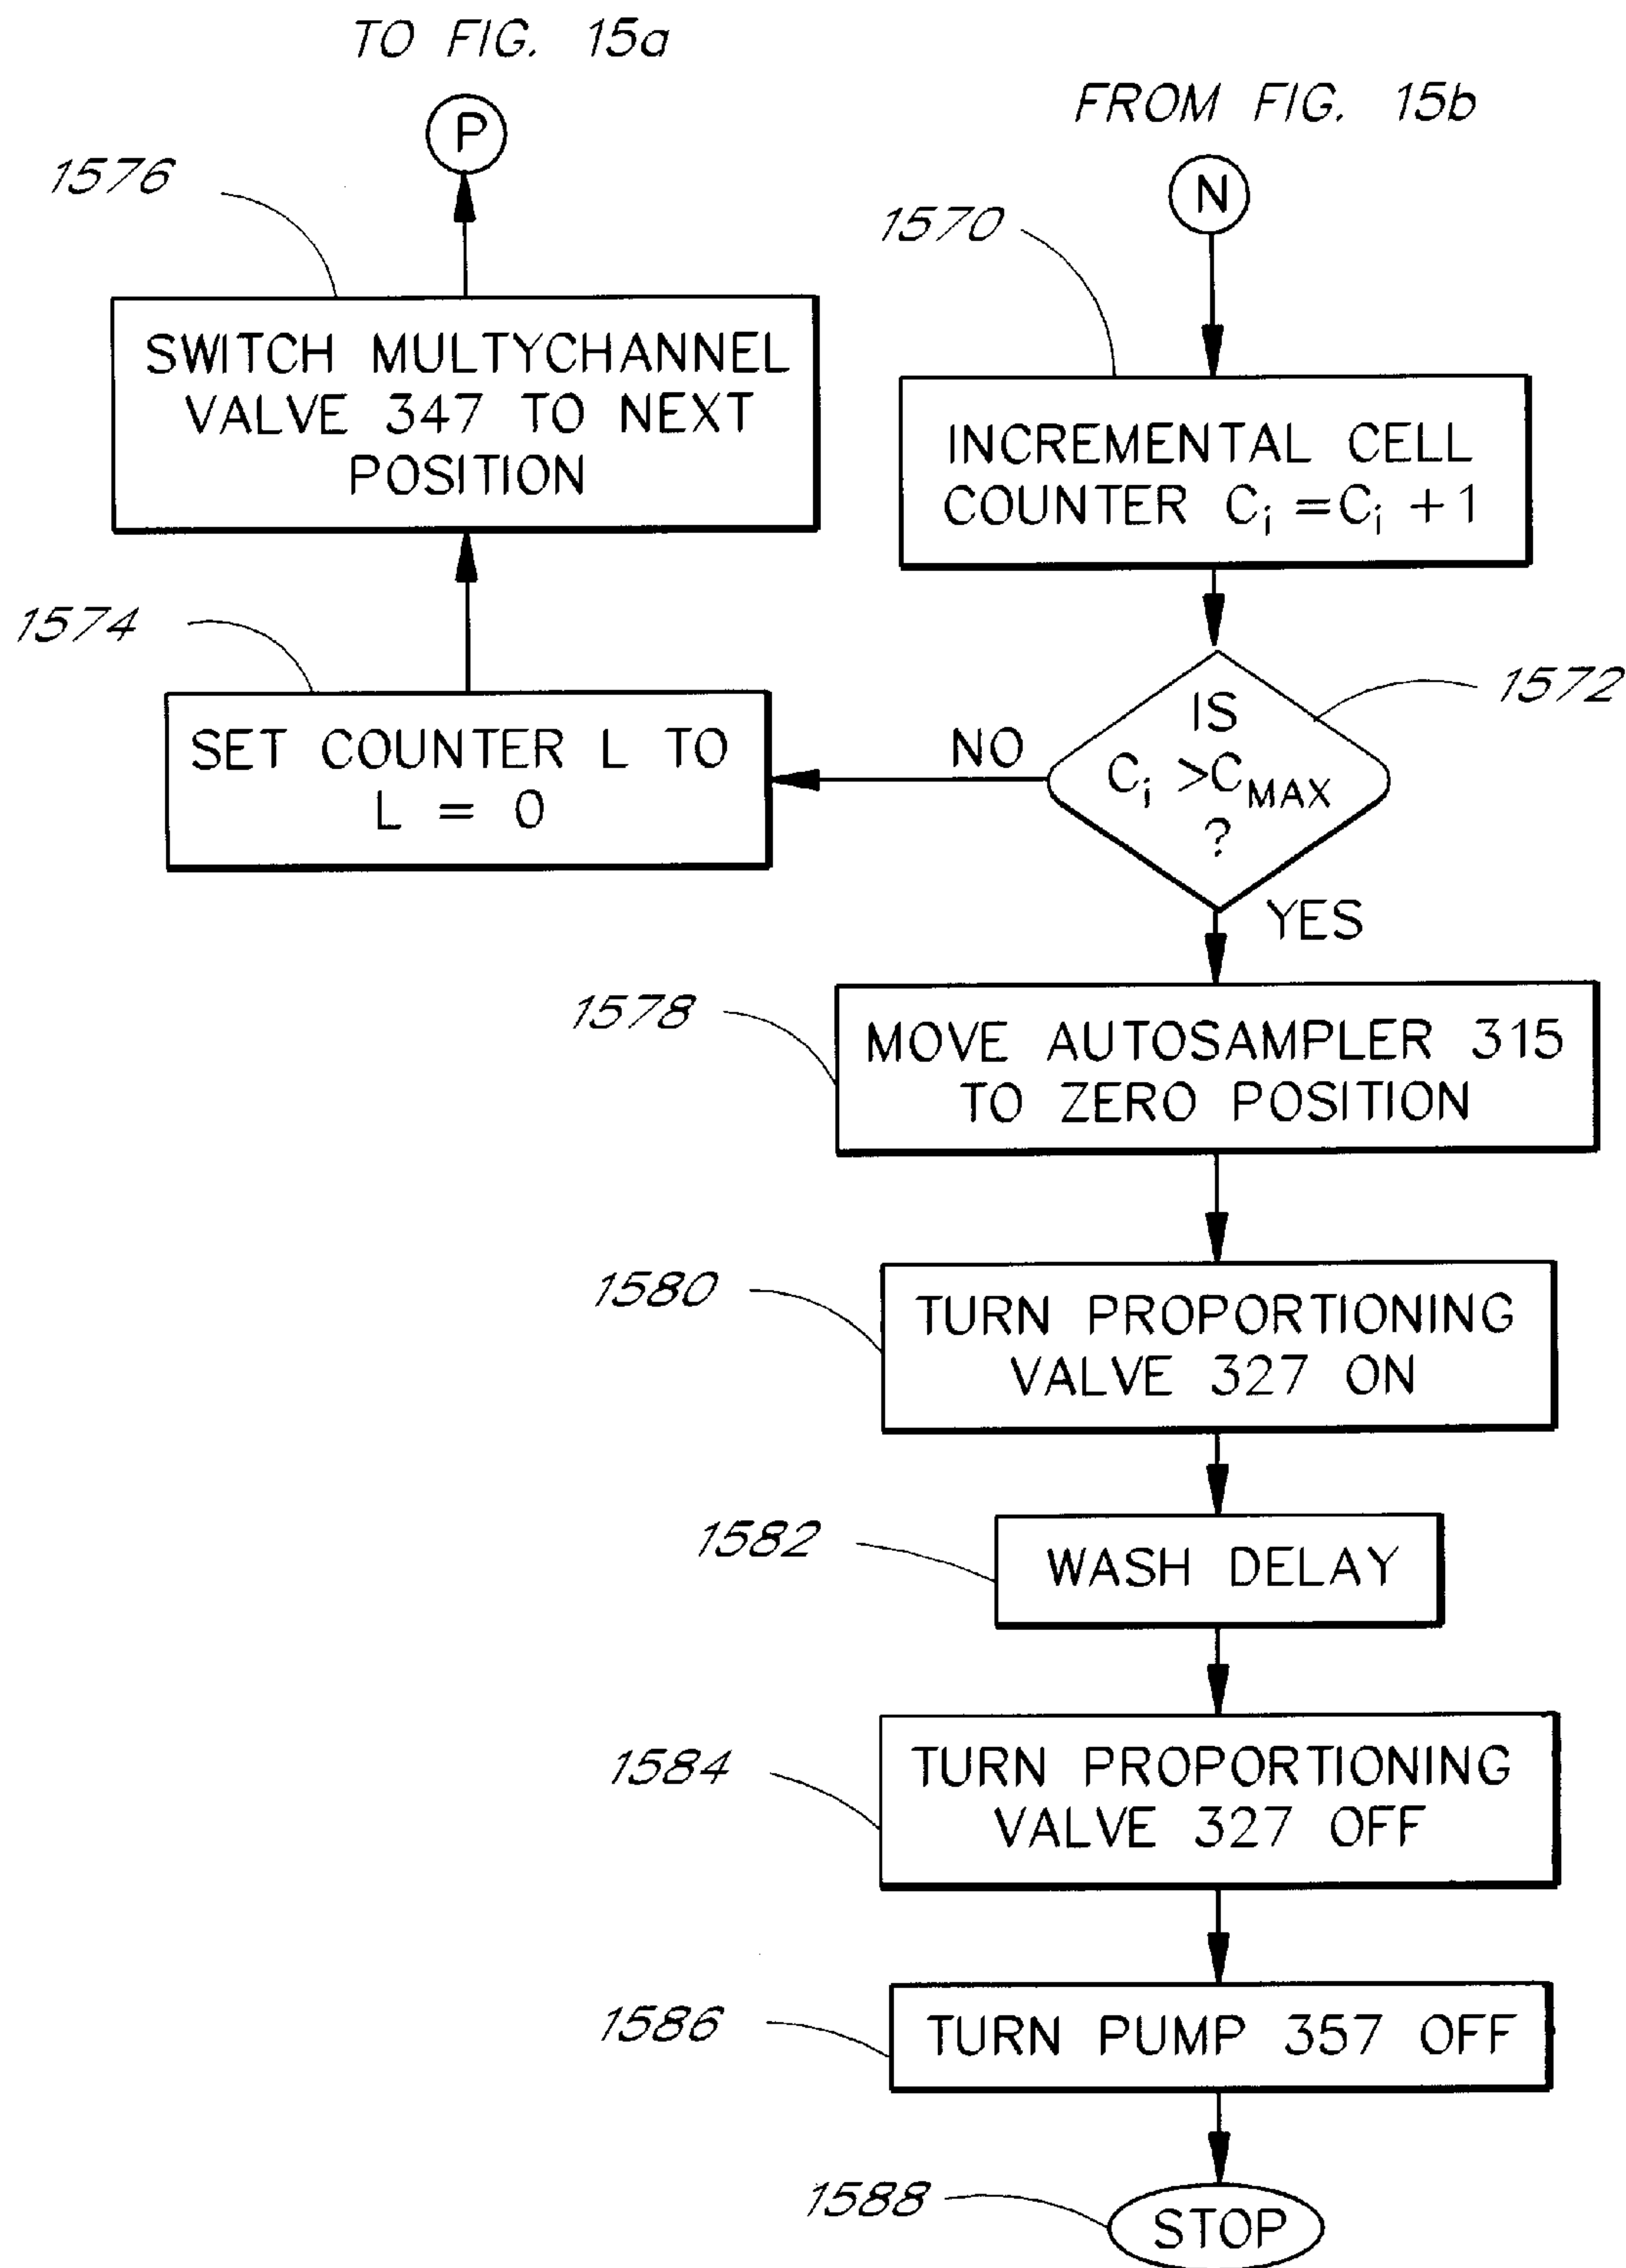 TO FIG. 15a
P
1576
SWITCH MULTYCHANNEL
VALVE 347 TO NEXT
POSITION
1574
SET COUNTER L TO
L = 0
FROM FIG. 15b
N
1570
INCREMENTAL CELL
COUNTER Ci =Ci +1
1572
IS
Ci >CMAX
?
NO
YES
1578
MOVE AUTOSAMPLER 315
TO ZERO POSITION
1580
TURN PROPORTIONING
VALVE 327 ON
1582
WASH DELAY
1584
TURN PROPORTIONING
VALVE 327 OFF
1586
TURN PUMP 357 OFF
1588
STOP